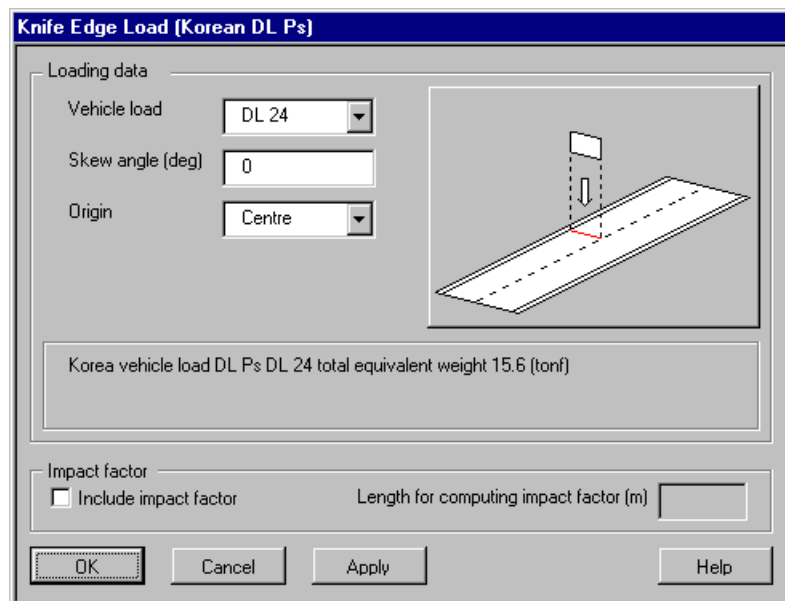 Knife Edge Load (Korean DL Ps)
Loading data
Vehicle load DL 24
Skew angle (deg) 0
Origin Centre
Korea vehicle load DL Ps DL 24 total equivalent weight 15.6 (tonf)
Impact factor
Include impact factor Length for computing impact factor (m)
OK Cancel Apply Help